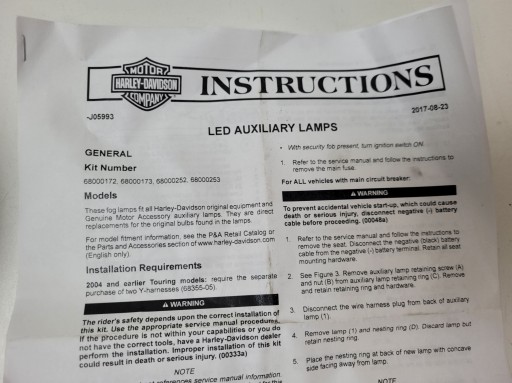 MOTOR
HARLEY-DAVIDSON
COMPANY
INSTRUCTIONS
-J05993
2017-08-23
LED AUXILIARY LAMPS
GENERAL
Kit Number
68000172, 68000173, 68000252, 68000253
Models
These fog lamps fit all Harley-Davidson original equipment and
Genuine Motor Accessory auxiliary lamps. They are direct
replacements for the original bulbs found in the lamps.
For model fitment information, see the P&A Retail Catalog or
the Parts and Accessories section of www.harley-davidson.com
(English only).
Installation Requirements
2004 and earlier Touring models: require the separate
purchase of two Y-harnesses (68355-05).
WARNING
The rider's safety depends upon the correct installation of
this kit. Use the appropriate service manual procedures.
If the procedure is not within your capabilities or you do
not have the correct tools, have a Harley-Davidson dealer
perform the installation. Improper installation of this kit
could result in death or serious injury. (00333a)
NOTE
references service manual information.
• With security fob present, turn ignition switch ON.
1. Refer to the service manual and follow the instructions to
remove the main fuse.
For ALL vehicles with main circuit breaker:
WARNING
To prevent accidental vehicle start-up, which could cause
death or serious injury, disconnect negative (-) battery
cable before proceeding. (00048a)
1. Refer to the service manual and follow the instructions to
remove the seat. Disconnect the negative (black) battery
cable from the negative (-) battery terminal. Retain all seat
mounting hardware.
2. See Figure 3. Remove auxiliary lamp retaining screw (A)
and nut (B) from auxiliary lamp retaining ring (C). Remove
and retain retaining ring and hardware.
3. Disconnect the wire harness plug from back of auxiliary
lamp (1).
4. Remove lamp (1) and nesting ring (D). Discard lamp but
retain nesting ring.
5. Place the nesting ring at back of new lamp with concave
side facing away from lamp.
NOTE